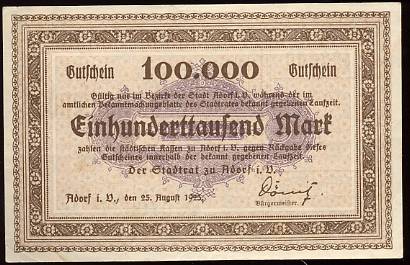 Gutschein 100.000 Gutschein
Gültig nur im Bezirk der Stadt Adorf i.V. während der im
amtlichen Bekanntmachungsblatte des Stadtrates bekannt gegebenen Laufzeit.
Einhunderttausend Mark
zahlen die städtischen Kassen zu Adorf i.V. gegen Rückgabe dieses
Gutscheines innerhalb der bekannt gegebenen Laufzeit.
Der Stadtrat zu Adorf i.V.
Adorf i.V., den 25. August 1923.
Bürgermeister.